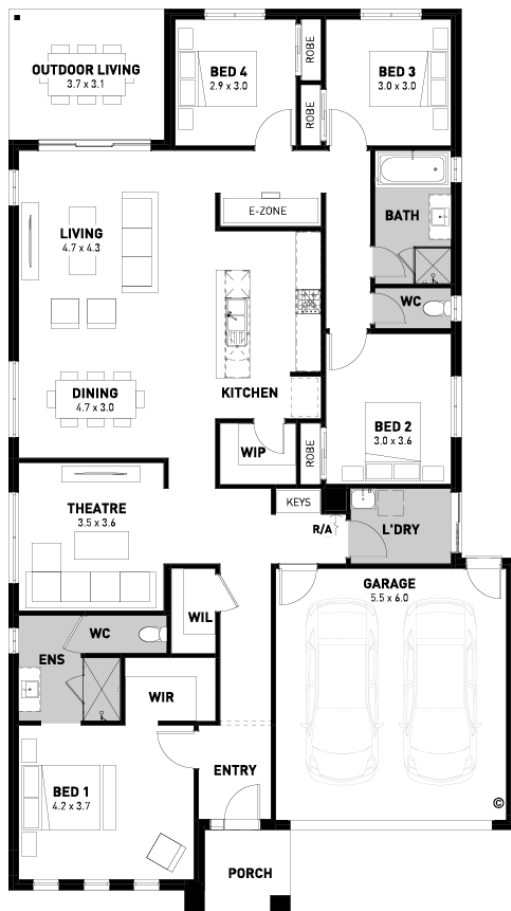 OUTDOOR LIVING
3.7 x 3.1
BED 4
2.9 x 3.0
ROBE
ROBE
BED 3
3.0 x 3.0
E-ZONE
BATH
LIVING
4.7 x 4.3
WC
DINING
4.7 x 3.0
KITCHEN
BED 2
3.0 x 3.6
WIP
ROBE
THEATRE
3.5 x 3.6
KEYS
R/A
L'DRY
GARAGE
5.5 x 6.0
WIL
WC
ENS
WIR
ENTRY
BED 1
4.2 x 3.7
©
PORCH